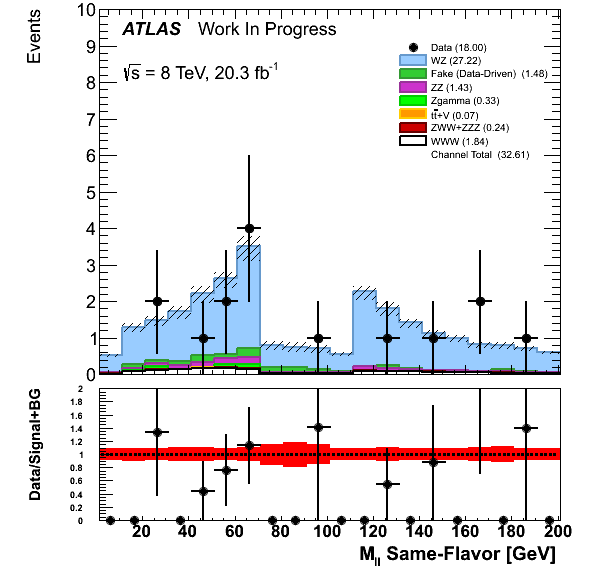 Events
10
9
8
7
6
5
4
3
2
1
0
ATLAS Work In Progress
√s = 8 TeV, 20.3 fb-1
Data (18.00)
WZ (27.22)
Fake (Data-Driven) (1.48)
ZZ (1.43)
Zgamma (0.33)
tt̄+V (0.07)
ZWW+ZZZ (0.24)
WWW (1.84)
Channel Total (32.61)
Data/Signal+BG
2
1.8
1.6
1.4
1.2
1
0.8
0.6
0.4
0.2
0
20 40 60 80 100 120 140 160 180 200
Mll Same-Flavor [GeV]